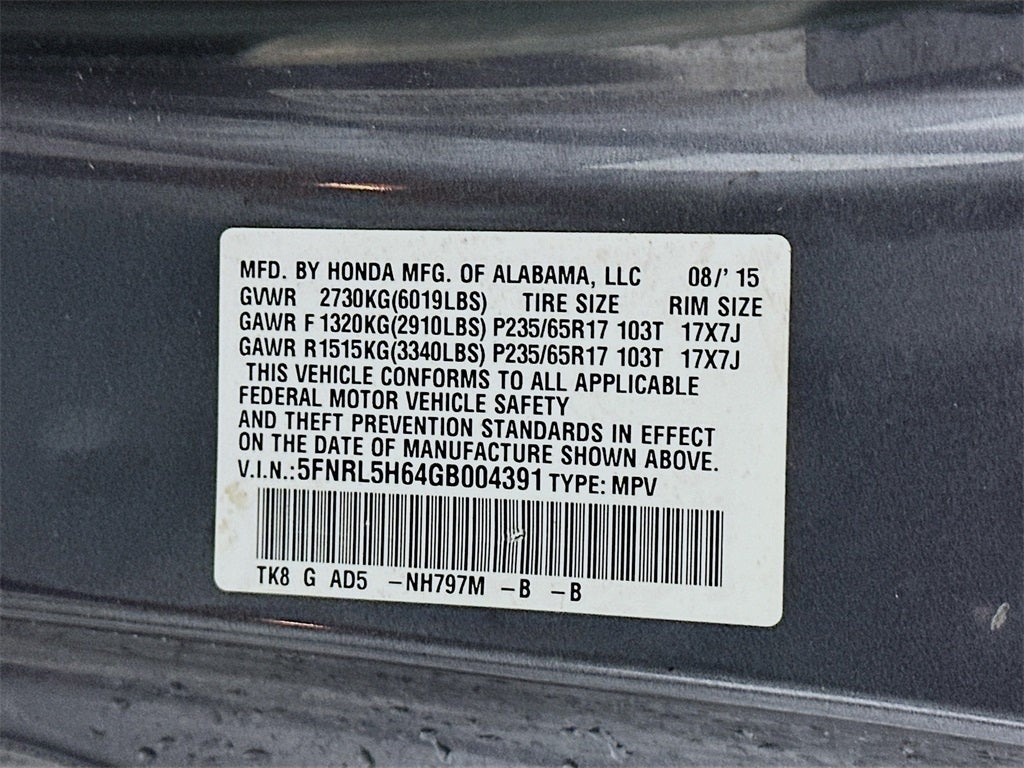 MFD. BY HONDA MFG. OF ALABAMA, LLC 08/' 15
GVWR 2730KG(6019LBS) TIRE SIZE RIM SIZE
GAWR F 1320KG(2910LBS) P235/65R17 103T 17X7J
GAWR R1515KG(3340LBS) P235/65R17 103T 17X7J
THIS VEHICLE CONFORMS TO ALL APPLICABLE
FEDERAL MOTOR VEHICLE SAFETY
AND THEFT PREVENTION STANDARDS IN EFFECT
ON THE DATE OF MANUFACTURE SHOWN ABOVE.
V.I.N.:5FNRL5H64GB004391 TYPE: MPV
TK8 G AD5 -NH797M -B -B